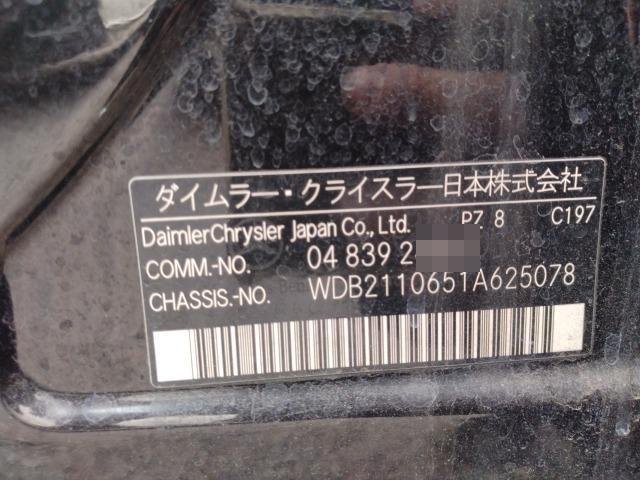 ダイムラー・クライスラー日本株式会社
DaimlerChrysler Japan Co., Ltd. PZ 8 C197
COMM.-NO. 04 839 2
CHASSIS.-NO. WDB2110651A625078